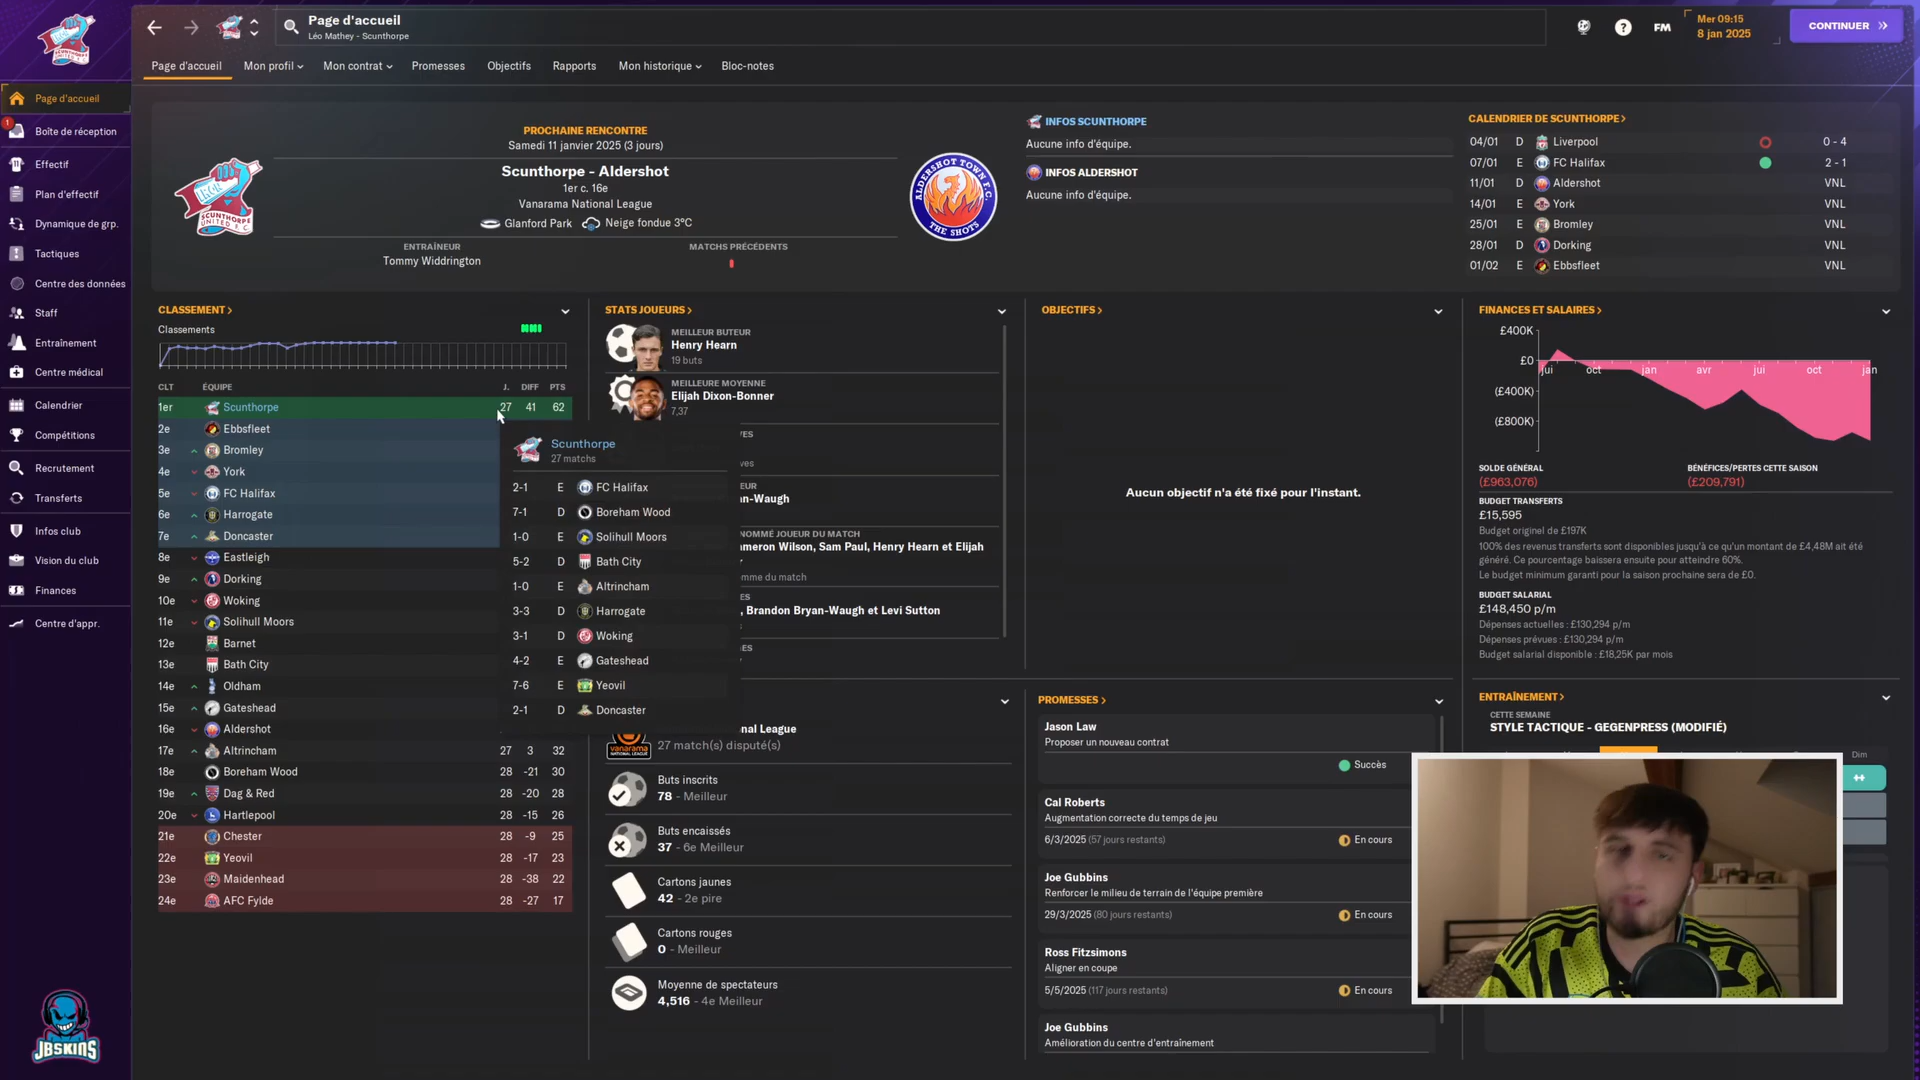 Page d'accueil
Léo Mathey - Scunthorpe
FM
Mer 09:15
8 jan 2025
CONTINUER
Page d'accueil
Mon profil
Mon contrat
Promesses
Objectifs
Rapports
Mon historique
Bloc-notes
Page d'accueil
1
Boîte de réception
Effectif
Plan d'effectif
Dynamique de grp.
Tactiques
Centre des données
Staff
Entraînement
Centre médical
Calendrier
Compétitions
Recrutement
Transferts
Infos club
Vision du club
Finances
Centre d'appr.
JBSKINS
PROCHAINE RENCONTRE
Samedi 11 janvier 2025 (3 jours)
Scunthorpe - Aldershot
1er c. 16e
Vanarama National League
Glanford Park
Neige fondue 3°C
ENTRAÎNEUR
Tommy Widdrington
MATCHS PRÉCÉDENTS
SCUNTHORPE
UNITED F.C.
ALDERSHOT TOWN F.C.
THE SHOTS
INFOS SCUNTHORPE
Aucune info d'équipe.
INFOS ALDERSHOT
Aucune info d'équipe.
CALENDRIER DE SCUNTHORPE
04/01 D Liverpool 0 - 4
07/01 E FC Halifax 2 - 1
11/01 D Aldershot VNL
14/01 E York VNL
25/01 E Bromley VNL
28/01 D Dorking VNL
01/02 E Ebbsfleet VNL
CLASSEMENT
Classements
CLT ÉQUIPE J. DIFF PTS
1er Scunthorpe 27 41 62
2e Ebbsfleet
3e Bromley
4e York
5e FC Halifax
6e Harrogate
7e Doncaster
8e Eastleigh
9e Dorking
10e Woking
11e Solihull Moors
12e Barnet
13e Bath City
14e Oldham
15e Gateshead
16e Aldershot
17e Altrincham 27 3 32
18e Boreham Wood 28 -21 30
19e Dag & Red 28 -20 28
20e Hartlepool 28 -15 26
21e Chester 28 -9 25
22e Yeovil 28 -17 23
23e Maidenhead 28 -38 22
24e AFC Fylde 28 -27 17
Scunthorpe
27 matchs
2-1 E FC Halifax
7-1 D Boreham Wood
1-0 E Solihull Moors
5-2 D Bath City
1-0 E Altrincham
3-3 D Harrogate
3-1 D Woking
4-2 E Gateshead
7-6 E Yeovil
2-1 D Doncaster
STATS JOUEURS
MEILLEUR BUTEUR
Henry Hearn
19 buts
MEILLEURE MOYENNE
Elijah Dixon-Bonner
7,37
VES
ves
EUR
n-Waugh
NOMMÉ JOUEUR DU MATCH
meron Wilson, Sam Paul, Henry Hearn et Elijah
mme du match
ES
, Brandon Bryan-Waugh et Levi Sutton
ES
nal League
27 match(s) disputé(s)
vanarama
Buts inscrits
78 - Meilleur
Buts encaissés
37 - 6e Meilleur
Cartons jaunes
42 - 2e pire
Cartons rouges
0 - Meilleur
Moyenne de spectateurs
4,516 - 4e Meilleur
OBJECTIFS
Aucun objectif n'a été fixé pour l'instant.
PROMESSES
Jason Law
Proposer un nouveau contrat
Succès
Cal Roberts
Augmentation correcte du temps de jeu
6/3/2025 (57 jours restants)
En cours
Joe Gubbins
Renforcer le milieu de terrain de l'équipe première
29/3/2025 (80 jours restants)
En cours
Ross Fitzsimons
Aligner en coupe
5/5/2025 (117 jours restants)
En cours
Joe Gubbins
Amélioration du centre d'entraînement
FINANCES ET SALAIRES
£400K
£0
(£400K)
(£800K)
jui oct jan avr jui oct jan
SOLDE GÉNÉRAL
(£963,076)
BÉNÉFICES/PERTES CETTE SAISON
(£209,791)
BUDGET TRANSFERTS
£15,595
Budget originel de £197K
100% des revenus transferts sont disponibles jusqu'à ce qu'un montant de £4,48M ait été
généré. Ce pourcentage baissera ensuite pour atteindre 60%.
Le budget minimum garanti pour la saison prochaine sera de £0.
BUDGET SALARIAL
£148,450 p/m
Dépenses actuelles : £130,294 p/m
Dépenses prévues : £130,294 p/m
Budget salarial disponible : £18,25K par mois
ENTRAÎNEMENT
CETTE SEMAINE
STYLE TACTIQUE - GEGENPRESS (MODIFIÉ)
Dim